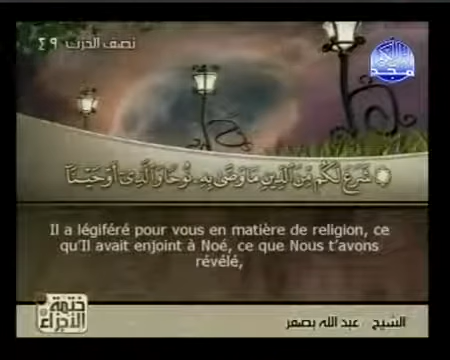 نصف الحزب ٤٩
مجد
شَرَعَ لَكُم مِّنَ الدِّينِ مَا وَصَّىٰ بِهِ نُوحًا وَالَّذِي أَوْحَيْنَا
Il a légiféré pour vous en matière de religion, ce
qu'Il avait enjoint à Noé, ce que Nous t'avons
révélé,
ختمة
الأجزاء
الشيخ عبد الله بصفر